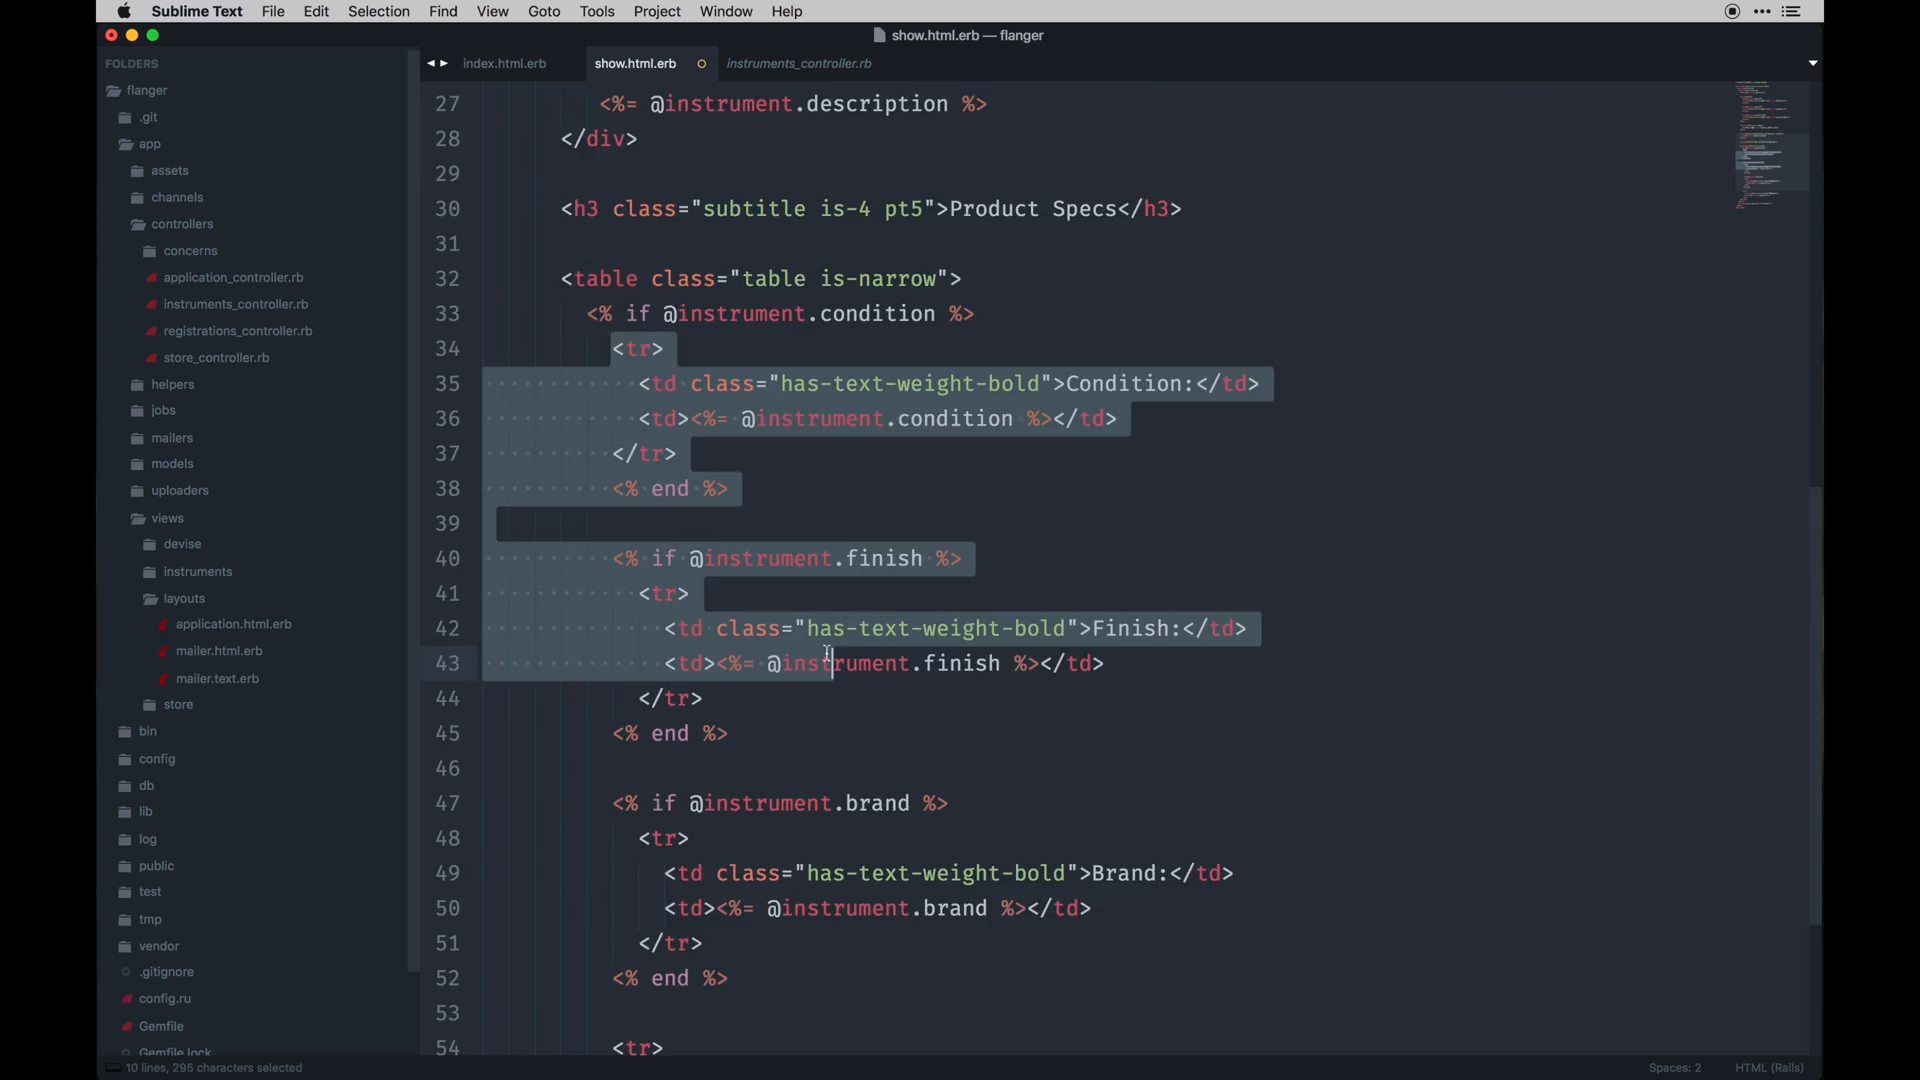 Sublime Text File Edit Selection Find View Goto Tools Project Window Help
show.html.erb — flanger
FOLDERS
flanger
.git
app
assets
channels
controllers
concerns
application_controller.rb
instruments_controller.rb
registrations_controller.rb
store_controller.rb
helpers
jobs
mailers
models
uploaders
views
devise
instruments
layouts
application.html.erb
mailer.html.erb
mailer.text.erb
store
bin
config
db
lib
log
public
test
tmp
vendor
.gitignore
config.ru
Gemfile
Gemfile.lock
index.html.erb show.html.erb instruments_controller.rb
27 <%= @instrument.description %>
28 </div>
29
30 <h3 class="subtitle is-4 pt5">Product Specs</h3>
31
32 <table class="table is-narrow">
33 <% if @instrument.condition %>
34 <tr>
35 <td class="has-text-weight-bold">Condition:</td>
36 <td><%= @instrument.condition %></td>
37 </tr>
38 <% end %>
39
40 <% if @instrument.finish %>
41 <tr>
42 <td class="has-text-weight-bold">Finish:</td>
43 <td><%= @instrument.finish %></td>
44 </tr>
45 <% end %>
46
47 <% if @instrument.brand %>
48 <tr>
49 <td class="has-text-weight-bold">Brand:</td>
50 <td><%= @instrument.brand %></td>
51 </tr>
52 <% end %>
53
54 <tr>
10 lines, 295 characters selected Spaces: 2 HTML (Rails)